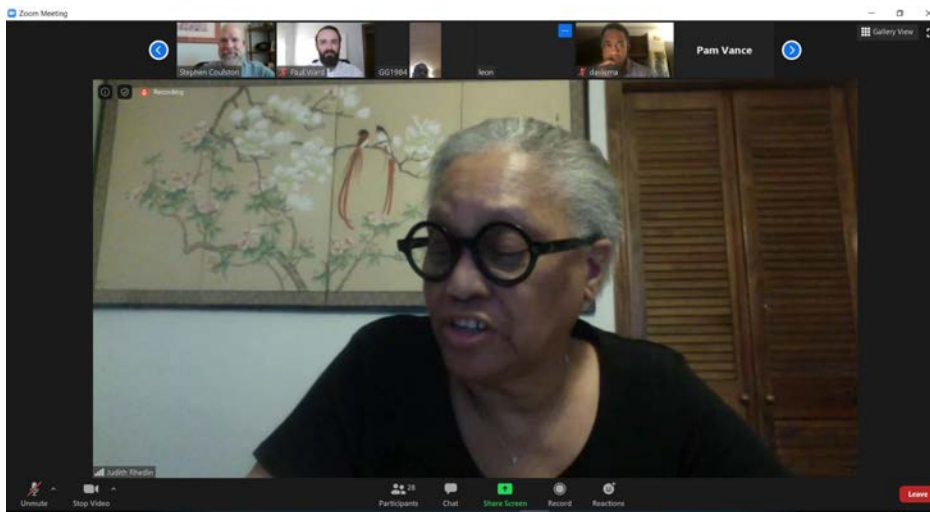 Zoom Meeting
Gallery View
Stephen Coulston
Paul Ward
GG1984
leon
Pam Vance
Recording
Judith Rhedin
Unmute
Stop Video
Participants
28
Chat
Share Screen
Record
Reactions
Leave